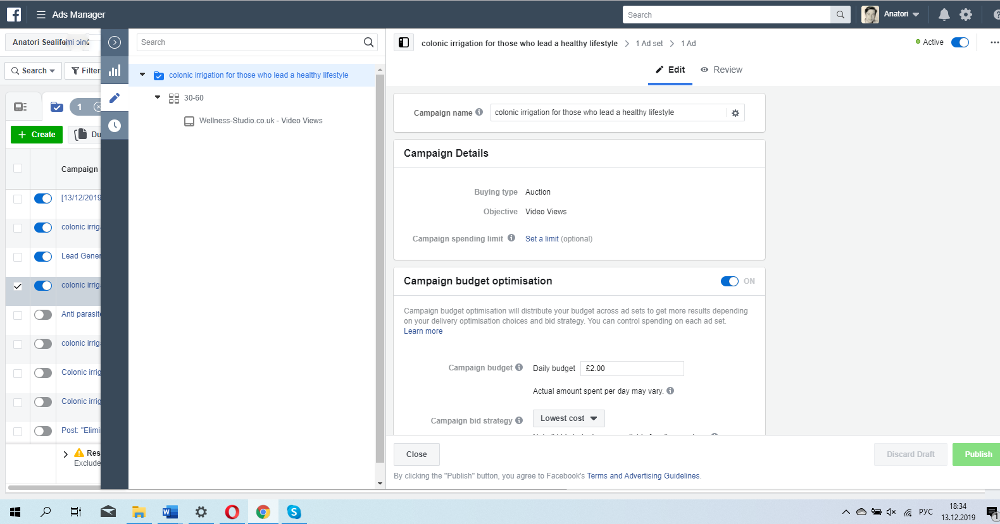 Ads Manager
Search
Anatori
Anatori
Search
Filter
1
Create
Du
Campaign
[13/12/2019
colonic irriga
Lead Gener
colonic irriga
Anti parasite
colonic irriga
Colonic irrig
Colonic irrig
Post: "Elimi
Res
Exclude
Search
colonic irrigation for those who lead a healthy lifestyle
30-60
Wellness-Studio.co.uk - Video Views
colonic irrigation for those who lead a healthy lifestyle
1 Ad set
1 Ad
Active
Edit
Review
Campaign name
colonic irrigation for those who lead a healthy lifestyle
Campaign Details
Buying type Auction
Objective Video Views
Campaign spending limit Set a limit (optional)
Campaign budget optimisation
ON
Campaign budget optimisation will distribute your budget across ad sets to get more results depending
on your delivery optimisation choices and bid strategy. You can control spending on each ad set.
Learn more
Campaign budget Daily budget £2.00
Actual amount spent per day may vary.
Campaign bid strategy Lowest cost
Close
Discard Draft
Publish
By clicking the "Publish" button, you agree to Facebook's Terms and Advertising Guidelines.
РУС
18:34
13.12.2019
1